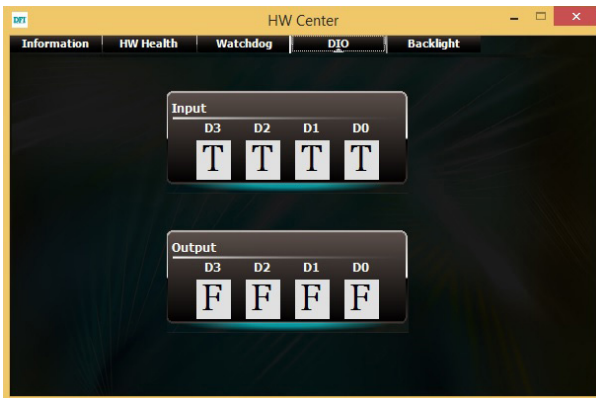 DFI HW Center
Information HW Health Watchdog DIO Backlight
Input
D3 D2 D1 D0
T T T T
Output
D3 D2 D1 D0
F F F F